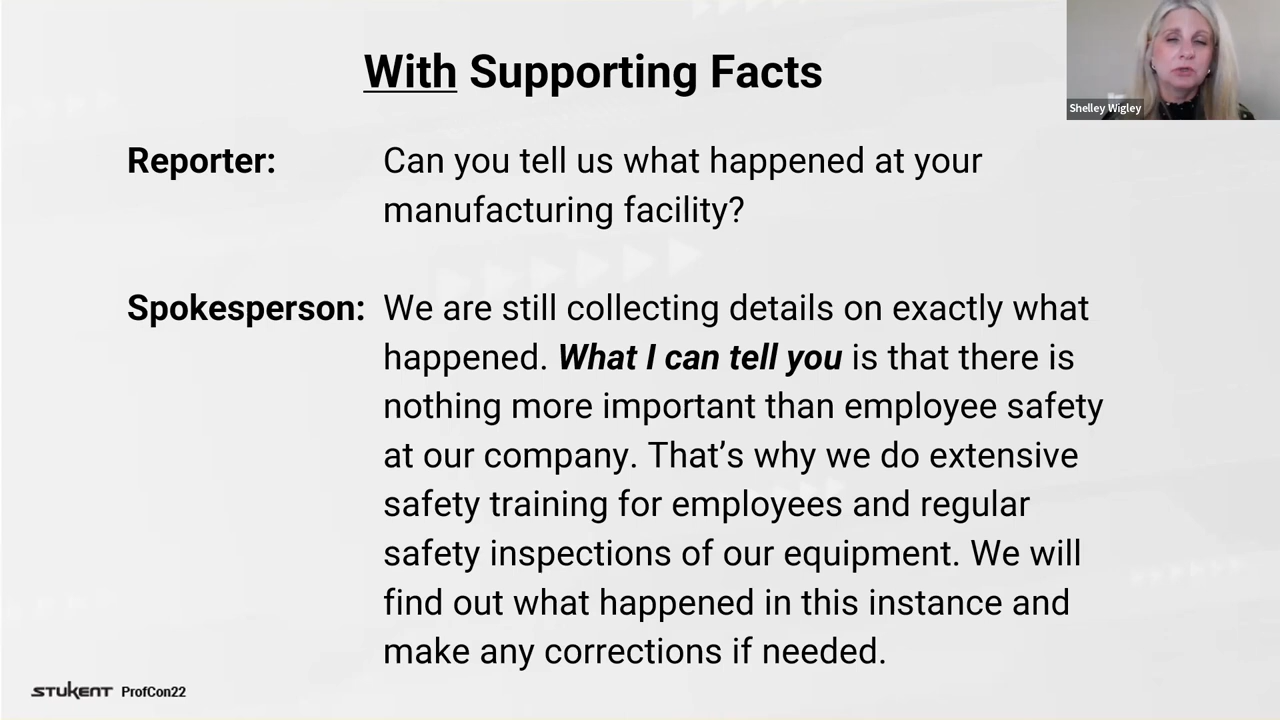 With Supporting Facts
Shelley Wigley
Reporter: Can you tell us what happened at your
manufacturing facility?
Spokesperson: We are still collecting details on exactly what
happened. What I can tell you is that there is
nothing more important than employee safety
at our company. That’s why we do extensive
safety training for employees and regular
safety inspections of our equipment. We will
find out what happened in this instance and
make any corrections if needed.
STUKENT ProfCon22